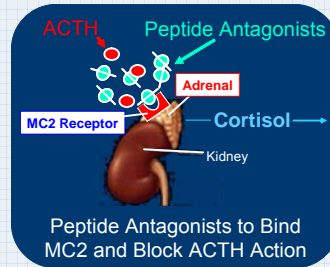 ACTH
Peptide Antagonists
Adrenal
MC2 Receptor
Cortisol
Kidney
Peptide Antagonists to Bind
MC2 and Block ACTH Action